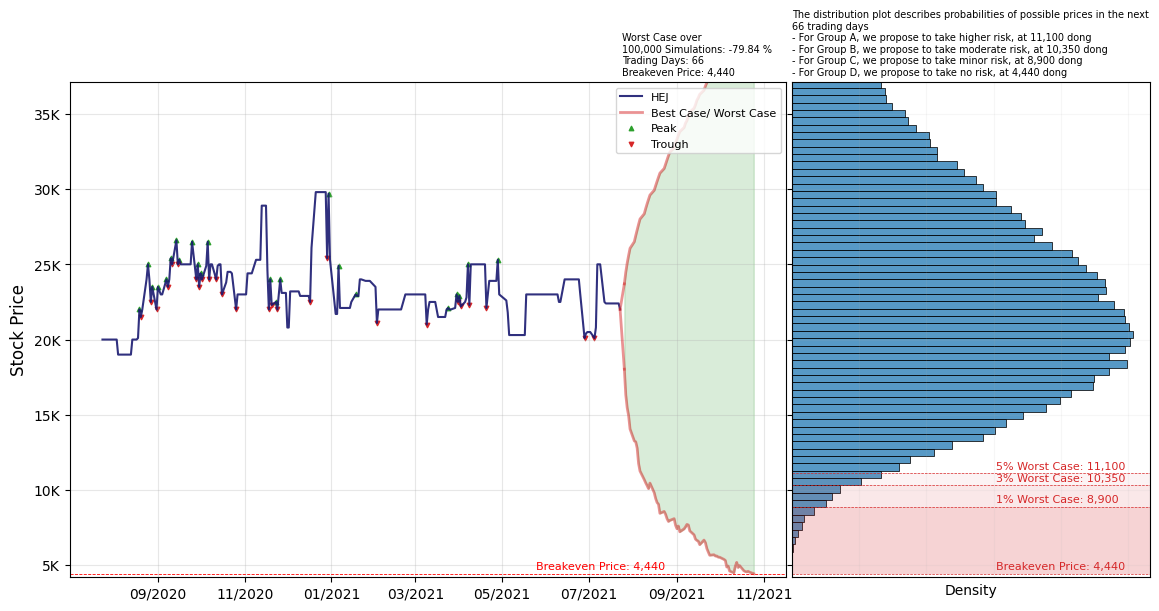 The distribution plot describes probabilities of possible prices in the next
66 trading days
- For Group A, we propose to take higher risk, at 11,100 dong
- For Group B, we propose to take moderate risk, at 10,350 dong
- For Group C, we propose to take minor risk, at 8,900 dong
- For Group D, we propose to take no risk, at 4,440 dong
Worst Case over
100,000 Simulations: -79.84 %
Trading Days: 66
Breakeven Price: 4,440
HEJ
Best Case/ Worst Case
Peak
Trough
Stock Price
35K
30K
25K
20K
15K
10K
5K
Breakeven Price: 4,440
09/2020
11/2020
01/2021
03/2021
05/2021
07/2021
09/2021
11/2021
5% Worst Case: 11,100
3% Worst Case: 10,350
1% Worst Case: 8,900
Breakeven Price: 4,440
Density